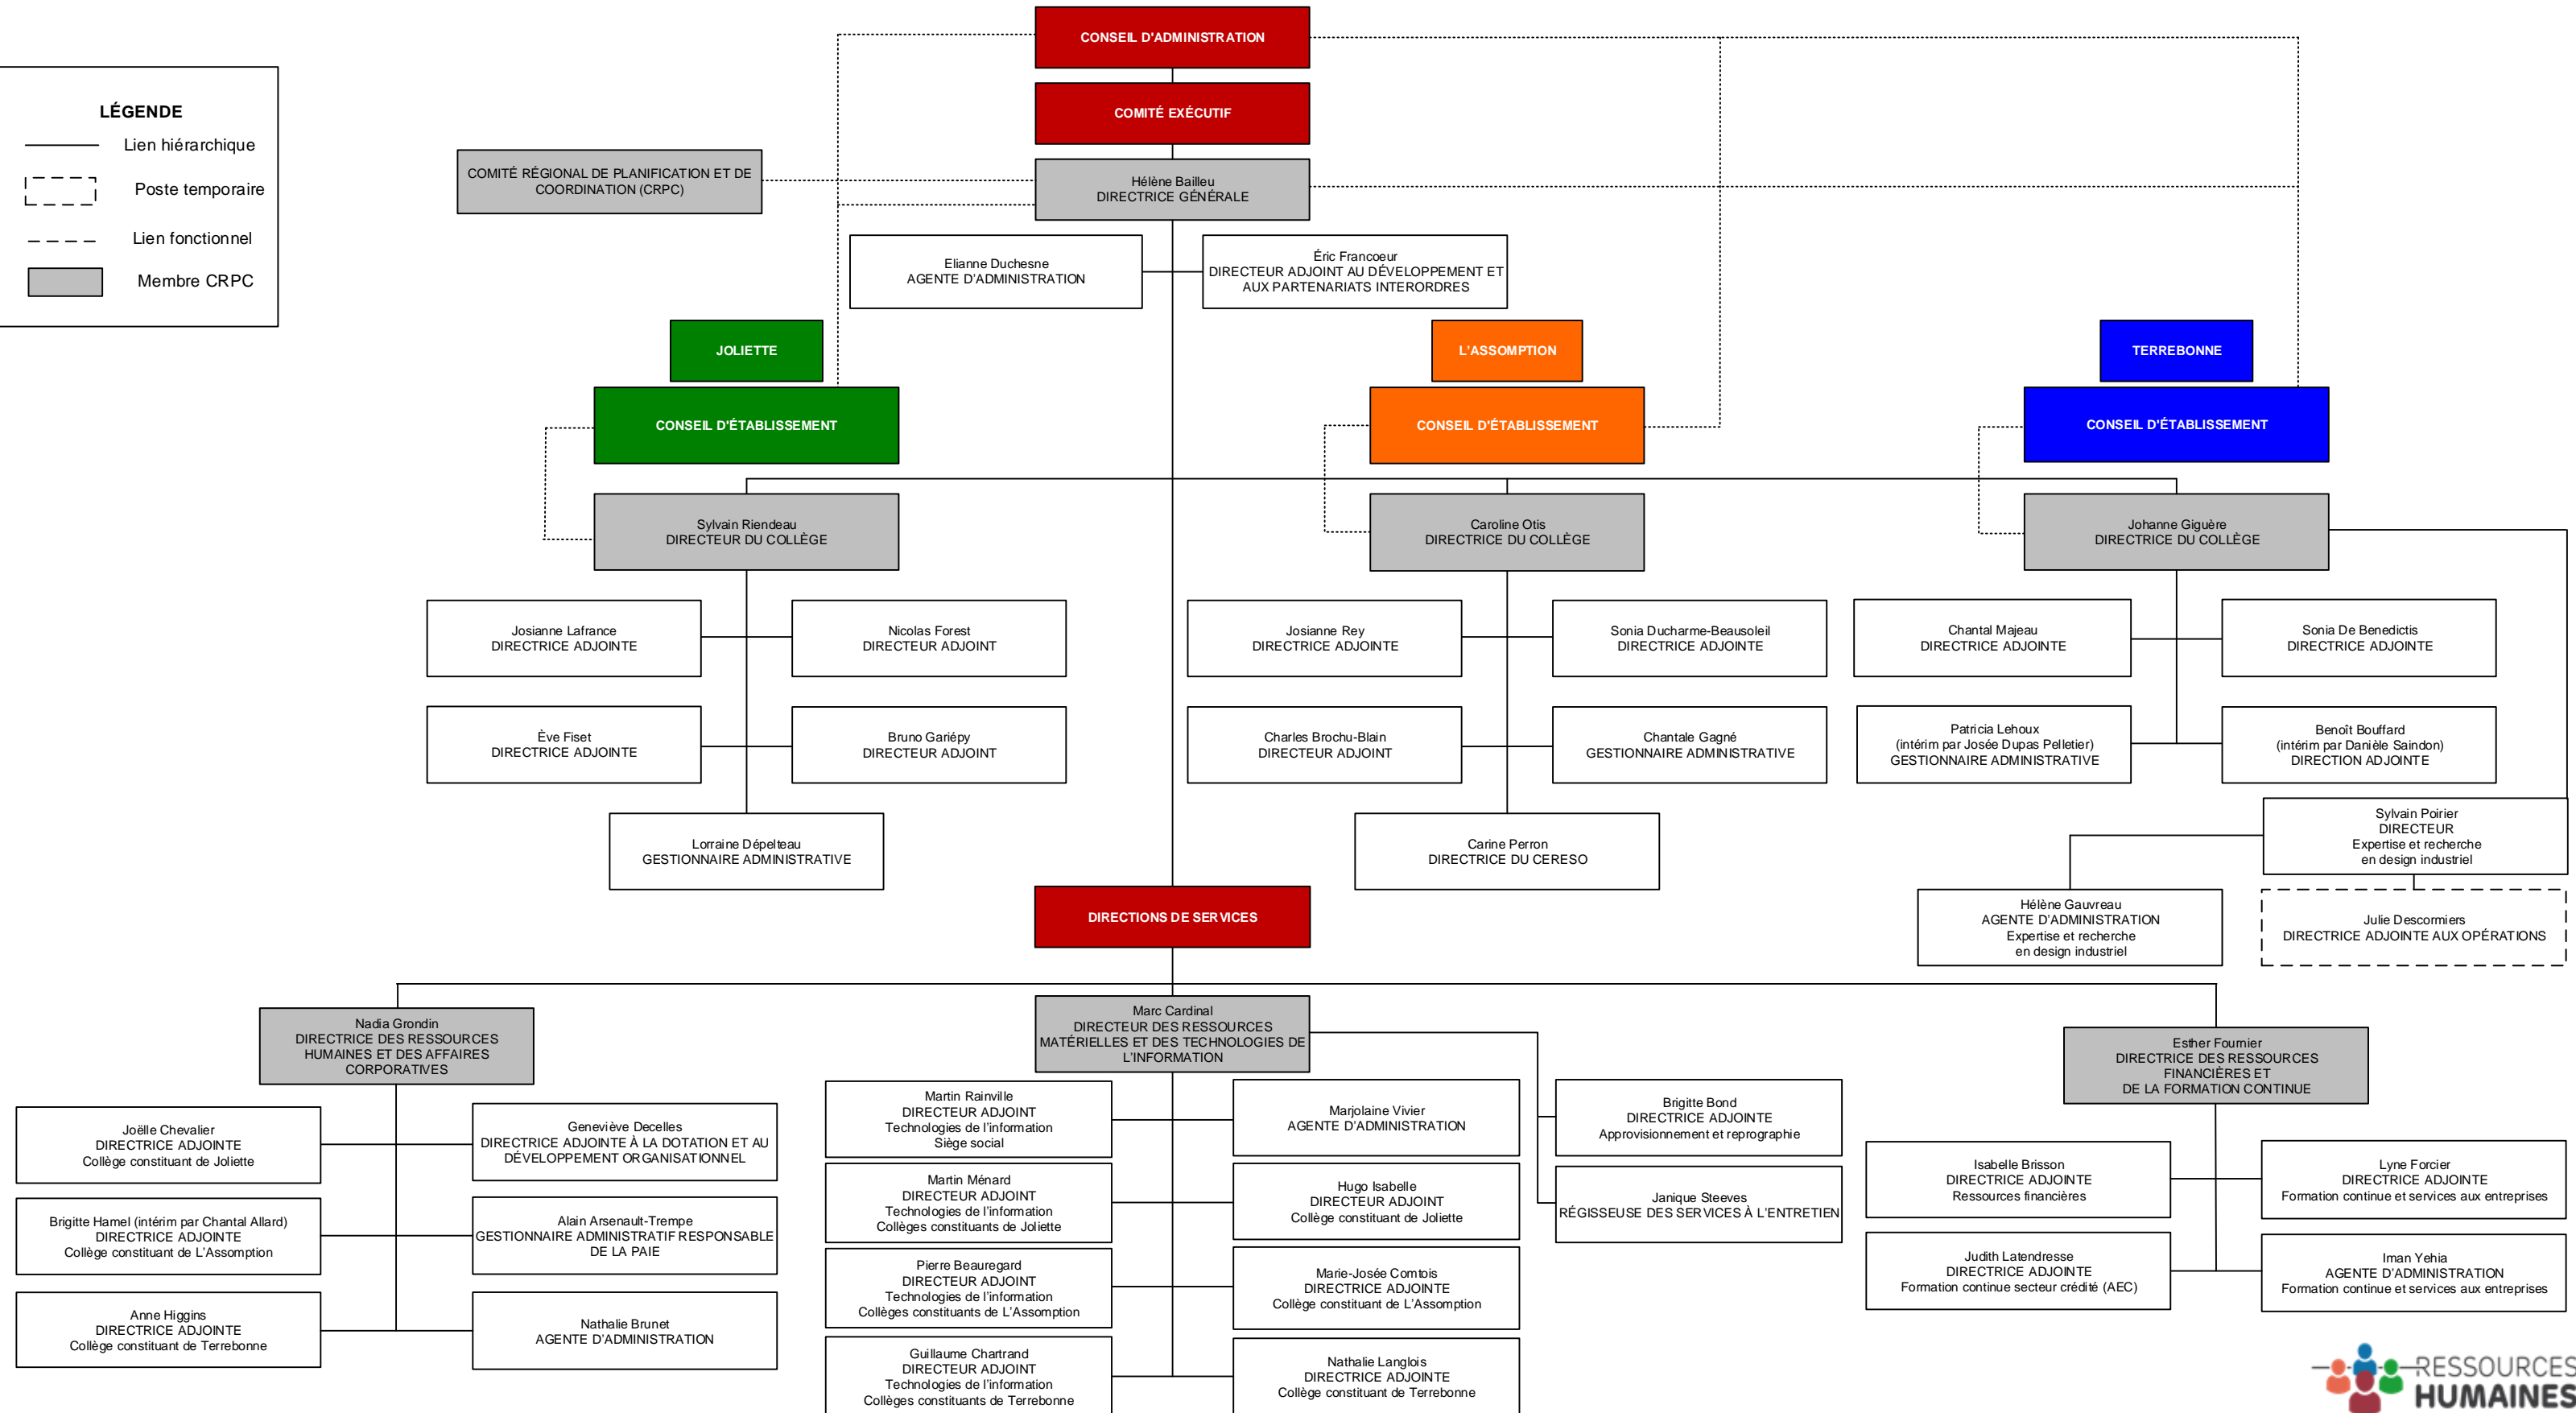 CONSEIL D'ADMINISTRATION
COMITÉ EXÉCUTIF
LÉGENDE
Lien hiérarchique
Poste temporaire
Lien fonctionnel
Membre CRPC
COMITÉ RÉGIONAL DE PLANIFICATION ET DE
COORDINATION (CRPC)
Hélène Bailleu
DIRECTRICE GÉNÉRALE
Elianne Duchesne
AGENTE D'ADMINISTRATION
Éric Francoeur
DIRECTEUR ADJOINT AU DÉVELOPPEMENT ET
AUX PARTENARIATS INTERORDRES
JOLIETTE
L'ASSOMPTION
TERREBONNE
CONSEIL D'ÉTABLISSEMENT
CONSEIL D'ÉTABLISSEMENT
CONSEIL D'ÉTABLISSEMENT
Sylvain Riendeau
DIRECTEUR DU COLLÈGE
Caroline Otis
DIRECTRICE DU COLLÈGE
Johanne Giguère
DIRECTRICE DU COLLÈGE
Josianne Lafrance
DIRECTRICE ADJOINTE
Nicolas Forest
DIRECTEUR ADJOINT
Josianne Rey
DIRECTRICE ADJOINTE
Sonia Ducharme-Beausoleil
DIRECTRICE ADJOINTE
Chantal Majeau
DIRECTRICE ADJOINTE
Sonia De Benedictis
DIRECTRICE ADJOINTE
Ève Fiset
DIRECTRICE ADJOINTE
Bruno Gariépy
DIRECTEUR ADJOINT
Charles Brochu-Blain
DIRECTEUR ADJOINT
Chantale Gagné
GESTIONNAIRE ADMINISTRATIVE
Patricia Lehoux
(intérim par Josée Dupas Pelletier)
GESTIONNAIRE ADMINISTRATIVE
Benoît Bouffard
(intérim par Danièle Saindon)
DIRECTION ADJOINTE
Lorraine Dépelteau
GESTIONNAIRE ADMINISTRATIVE
Carine Perron
DIRECTRICE DU CERESO
Sylvain Poirier
DIRECTEUR
Expertise et recherche
en design industriel
Hélène Gauvreau
AGENTE D'ADMINISTRATION
Expertise et recherche
en design industriel
Julie Descormiers
DIRECTRICE ADJOINTE AUX OPÉRATIONS
DIRECTIONS DE SERVICES
Nadia Grondin
DIRECTRICE DES RESSOURCES
HUMAINES ET DES AFFAIRES
CORPORATIVES
Marc Cardinal
DIRECTEUR DES RESSOURCES
MATÉRIELLES ET DES TECHNOLOGIES DE
L'INFORMATION
Esther Fournier
DIRECTRICE DES RESSOURCES
FINANCIÈRES ET
DE LA FORMATION CONTINUE
Joëlle Chevalier
DIRECTRICE ADJOINTE
Collège constituant de Joliette
Geneviève Decelles
DIRECTRICE ADJOINTE À LA DOTATION ET AU
DÉVELOPPEMENT ORGANISATIONNEL
Brigitte Hamel (intérim par Chantal Allard)
DIRECTRICE ADJOINTE
Collège constituant de L'Assomption
Alain Arsenault-Trempe
GESTIONNAIRE ADMINISTRATIF RESPONSABLE
DE LA PAIE
Anne Higgins
DIRECTRICE ADJOINTE
Collège constituant de Terrebonne
Nathalie Brunet
AGENTE D'ADMINISTRATION
Martin Rainville
DIRECTEUR ADJOINT
Technologies de l'information
Siège social
Marjolaine Vivier
AGENTE D'ADMINISTRATION
Brigitte Bond
DIRECTRICE ADJOINTE
Approvisionnement et reprographie
Martin Ménard
DIRECTEUR ADJOINT
Technologies de l'information
Collèges constituants de Joliette
Hugo Isabelle
DIRECTEUR ADJOINT
Collège constituant de Joliette
Janique Steeves
RÉGISSEUSE DES SERVICES À L'ENTRETIEN
Pierre Beauregard
DIRECTEUR ADJOINT
Technologies de l'information
Collèges constituants de L'Assomption
Marie-Josée Comtois
DIRECTRICE ADJOINTE
Collège constituant de L'Assomption
Guillaume Chartrand
DIRECTEUR ADJOINT
Technologies de l'information
Collèges constituants de Terrebonne
Nathalie Langlois
DIRECTRICE ADJOINTE
Collège constituant de Terrebonne
Isabelle Brisson
DIRECTRICE ADJOINTE
Ressources financières
Lyne Forcier
DIRECTRICE ADJOINTE
Formation continue et services aux entreprises
Judith Latendresse
DIRECTRICE ADJOINTE
Formation continue secteur crédité (AEC)
Iman Yehia
AGENTE D'ADMINISTRATION
Formation continue et services aux entreprises
RESSOURCES
HUMAINES